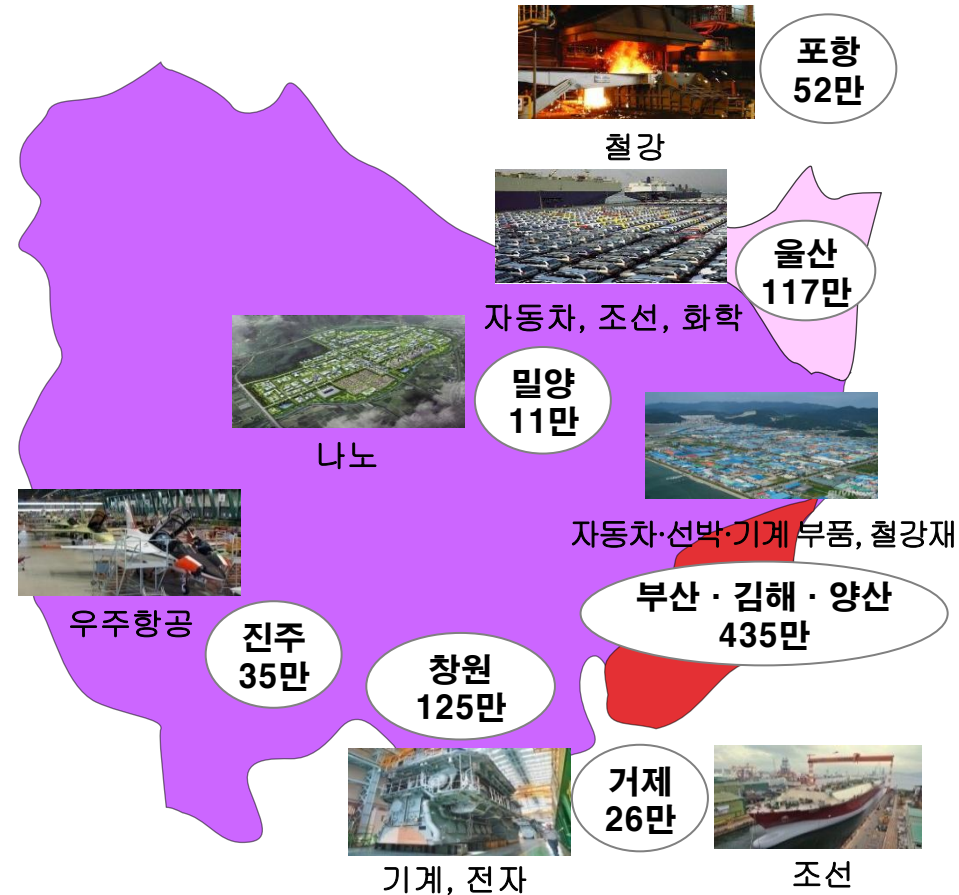 포항
52만
철강
울산
117만
자동차, 조선, 화학
밀양
11만
나노
자동차·선박·기계 부품, 철강재
부산 · 김해 · 양산
435만
우주항공
진주
35만
창원
125만
기계, 전자
거제
26만
조선